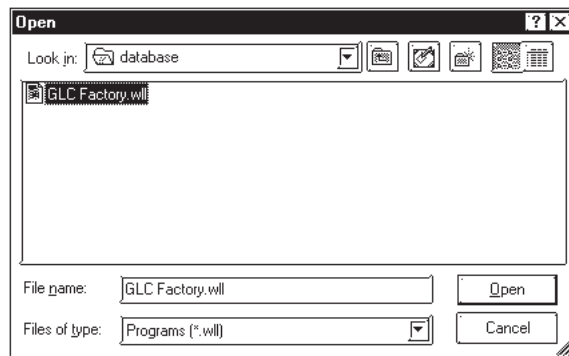 Open
Look in: database
GLC Factory.wll
File name: GLC Factory.wll Open
Files of type: Programs (*.wll) Cancel